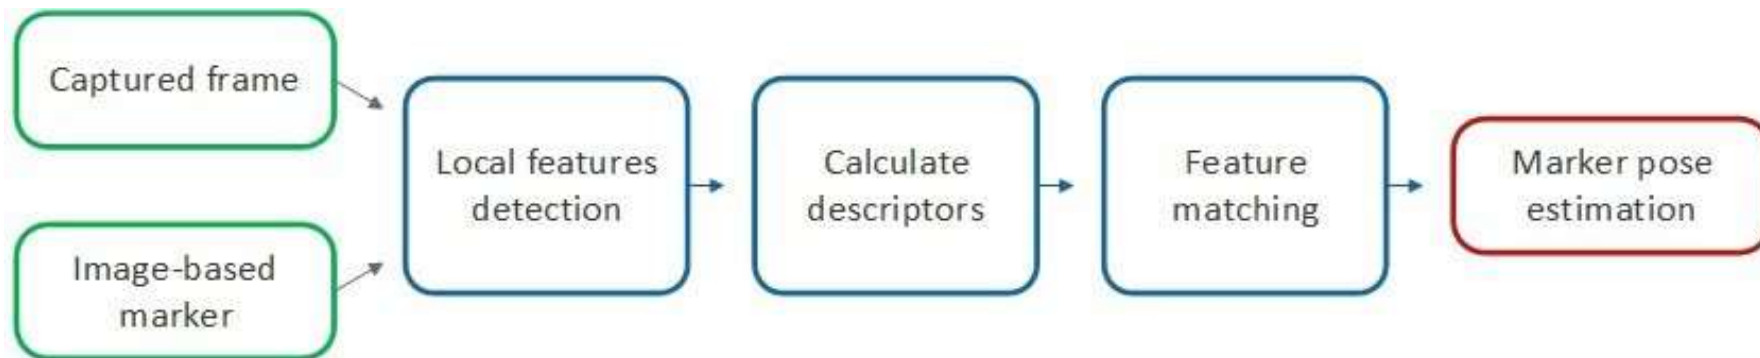 Captured frame
Image-based
marker
Local features
detection
Calculate
descriptors
Feature
matching
Marker pose
estimation